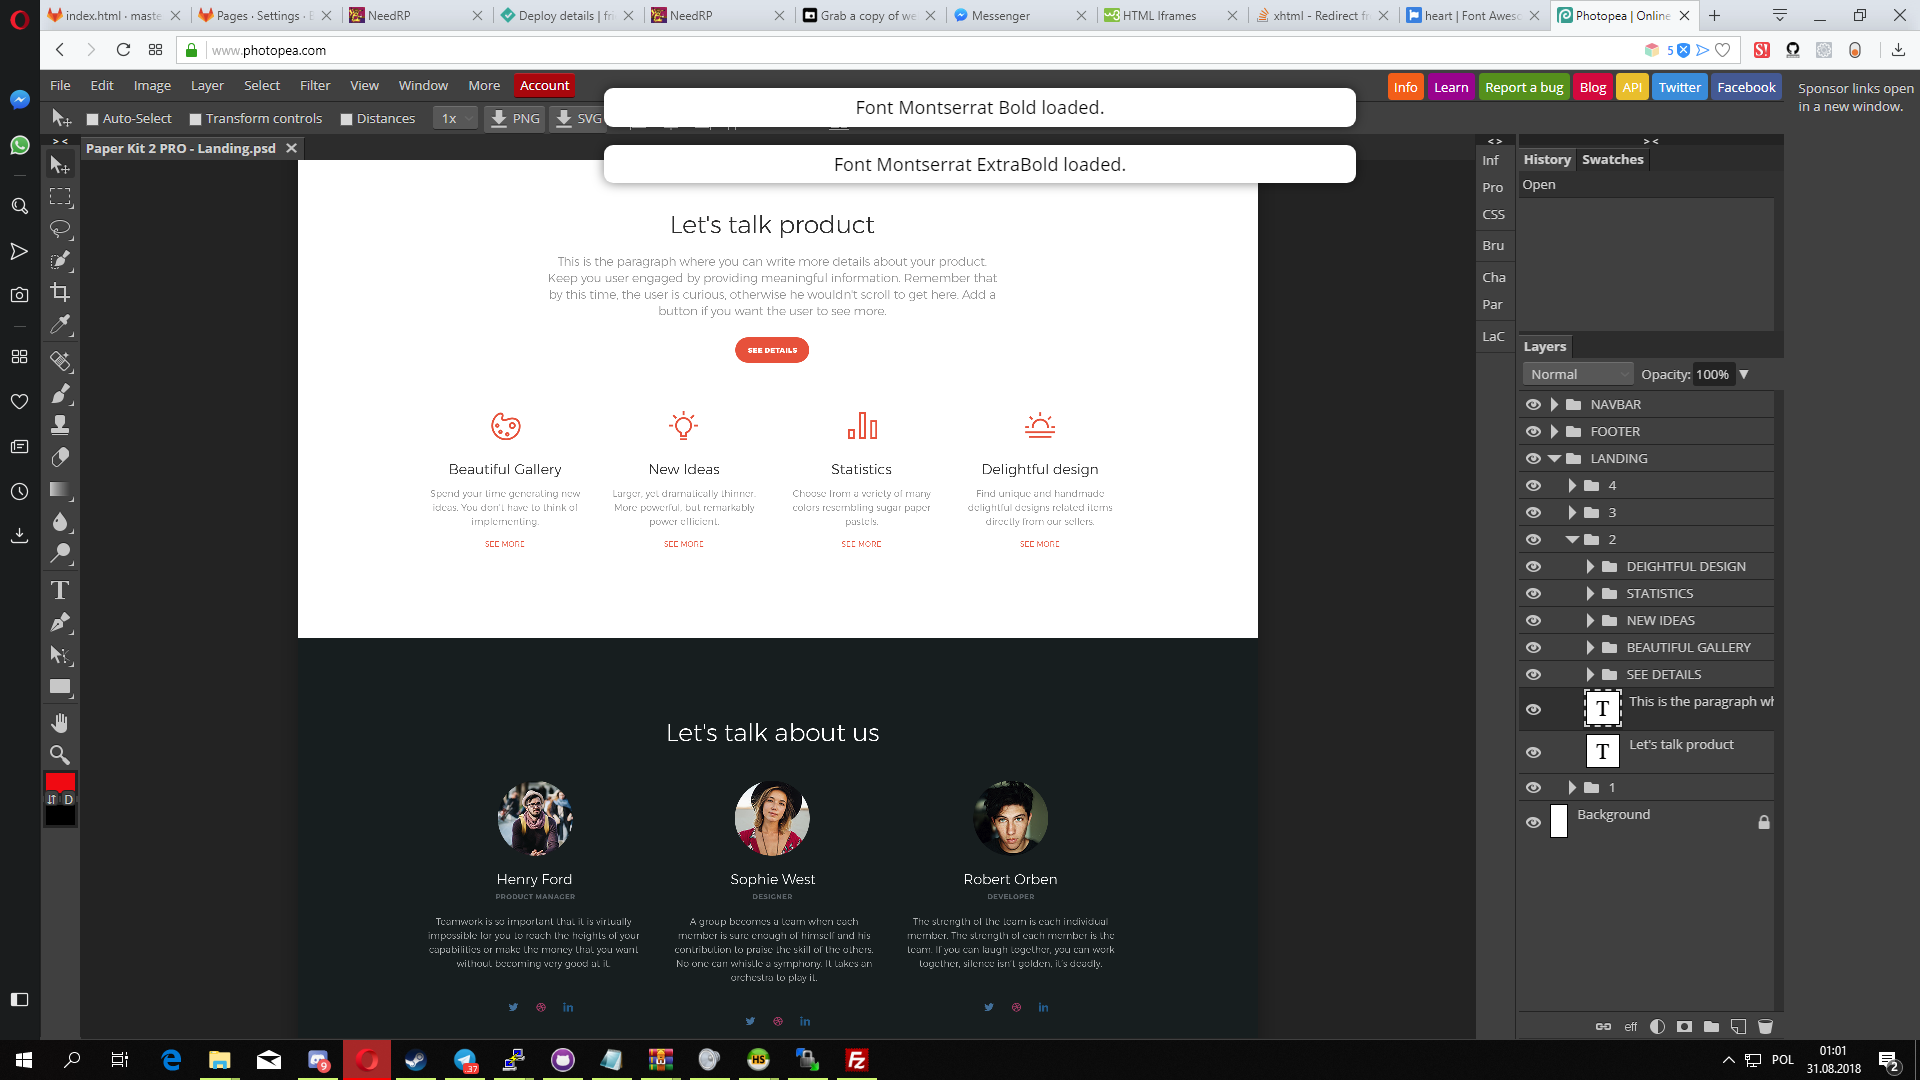 index.html · maste
Pages · Settings · E
NeedRP
Deploy details | fri
NeedRP
Grab a copy of we
Messenger
HTML Iframes
xhtml - Redirect fr
heart | Font Aweso
Photopea | Online
www.photopea.com
5
File Edit Image Layer Select Filter View Window More Account
Info Learn Report a bug Blog API Twitter Facebook
Sponsor links open
in a new window.
Auto-Select Transform controls Distances 1x PNG SVG
Font Montserrat Bold loaded.
Font Montserrat ExtraBold loaded.
Paper Kit 2 PRO - Landing.psd
Let's talk product
This is the paragraph where you can write more details about your product.
Keep you user engaged by providing meaningful information. Remember that
by this time, the user is curious, otherwise he wouldn't scroll to get here. Add a
button if you want the user to see more.
SEE DETAILS
Beautiful Gallery
Spend your time generating new
ideas. You don't have to think of
implementing.
SEE MORE
New Ideas
Larger, yet dramatically thinner.
More powerful, but remarkably
power efficient.
SEE MORE
Statistics
Choose from a veriety of many
colors resembling sugar paper
pastels.
SEE MORE
Delightful design
Find unique and handmade
delightful designs related items
directly from our sellers.
SEE MORE
Let's talk about us
Henry Ford
PRODUCT MANAGER
Teamwork is so important that it is virtually
impossible for you to reach the heights of your
capabilities or make the money that you want
without becoming very good at it.
Sophie West
DESIGNER
A group becomes a team when each
member is sure enough of himself and his
contribution to praise the skill of the others.
No one can whistle a symphony. It takes an
orchestra to play it.
Robert Orben
DEVELOPER
The strength of the team is each individual
member. The strength of each member is the
team. If you can laugh together, you can work
together, silence isn't golden, it's deadly.
Inf
Pro
CSS
Bru
Cha
Par
LaC
History Swatches
Open
Layers
Normal Opacity: 100%
NAVBAR
FOOTER
LANDING
4
3
2
DEIGHTFUL DESIGN
STATISTICS
NEW IDEAS
BEAUTIFUL GALLERY
SEE DETAILS
T This is the paragraph wh
T Let's talk product
1
Background
eff
T
D
9
.37
HS
Fz
POL
01:01
31.08.2018
2